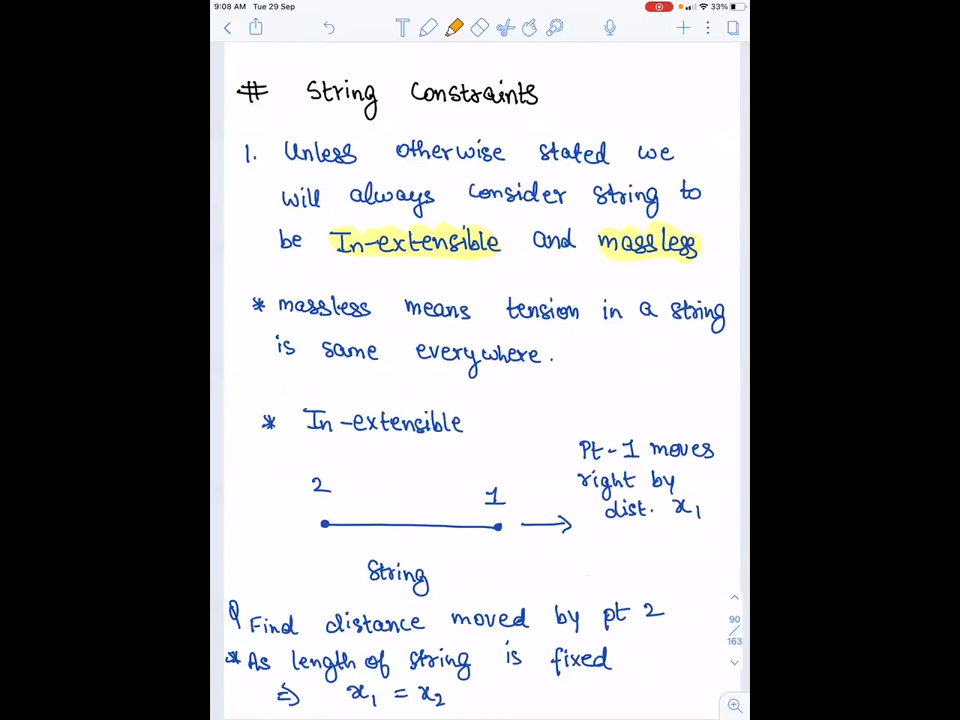 9:08 AM Tue 29 Sep
33%
# String Constraints
1. Unless otherwise stated we
will always consider string to
be In-extensible and massless
* massless means tension in a string
is same everywhere.
* In-extensible
Pt-1 moves
right by
dist. x₁
2
1
String
Q Find distance moved by pt 2
* As length of string is fixed
⇒ x₁ = x₂
90
/
163